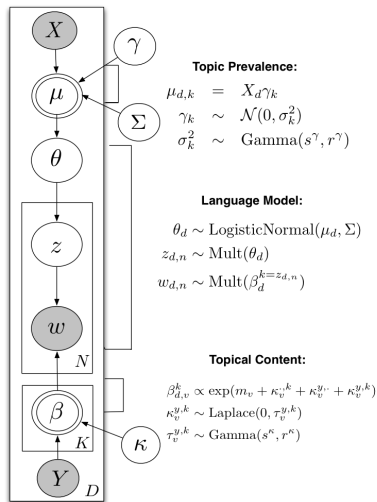 X
γ
μ
Σ
θ
z
w
N
β
K
κ
Y
D
Topic Prevalence:
μ_{d,k} = X_d γ_k
γ_k ∼ 𝒩(0, σ_k^2)
σ_k^2 ∼ Gamma(s^γ, r^γ)
Language Model:
θ_d ∼ LogisticNormal(μ_d, Σ)
z_{d,n} ∼ Mult(θ_d)
w_{d,n} ∼ Mult(β_d^{k=z_{d,n}})
Topical Content:
β_{d,v}^k ∝ exp(m_v + κ_v^{·,k} + κ_v^{y,·} + κ_v^{y,k})
κ_v^{y,k} ∼ Laplace(0, τ_v^{y,k})
τ_v^{y,k} ∼ Gamma(s^κ, r^κ)